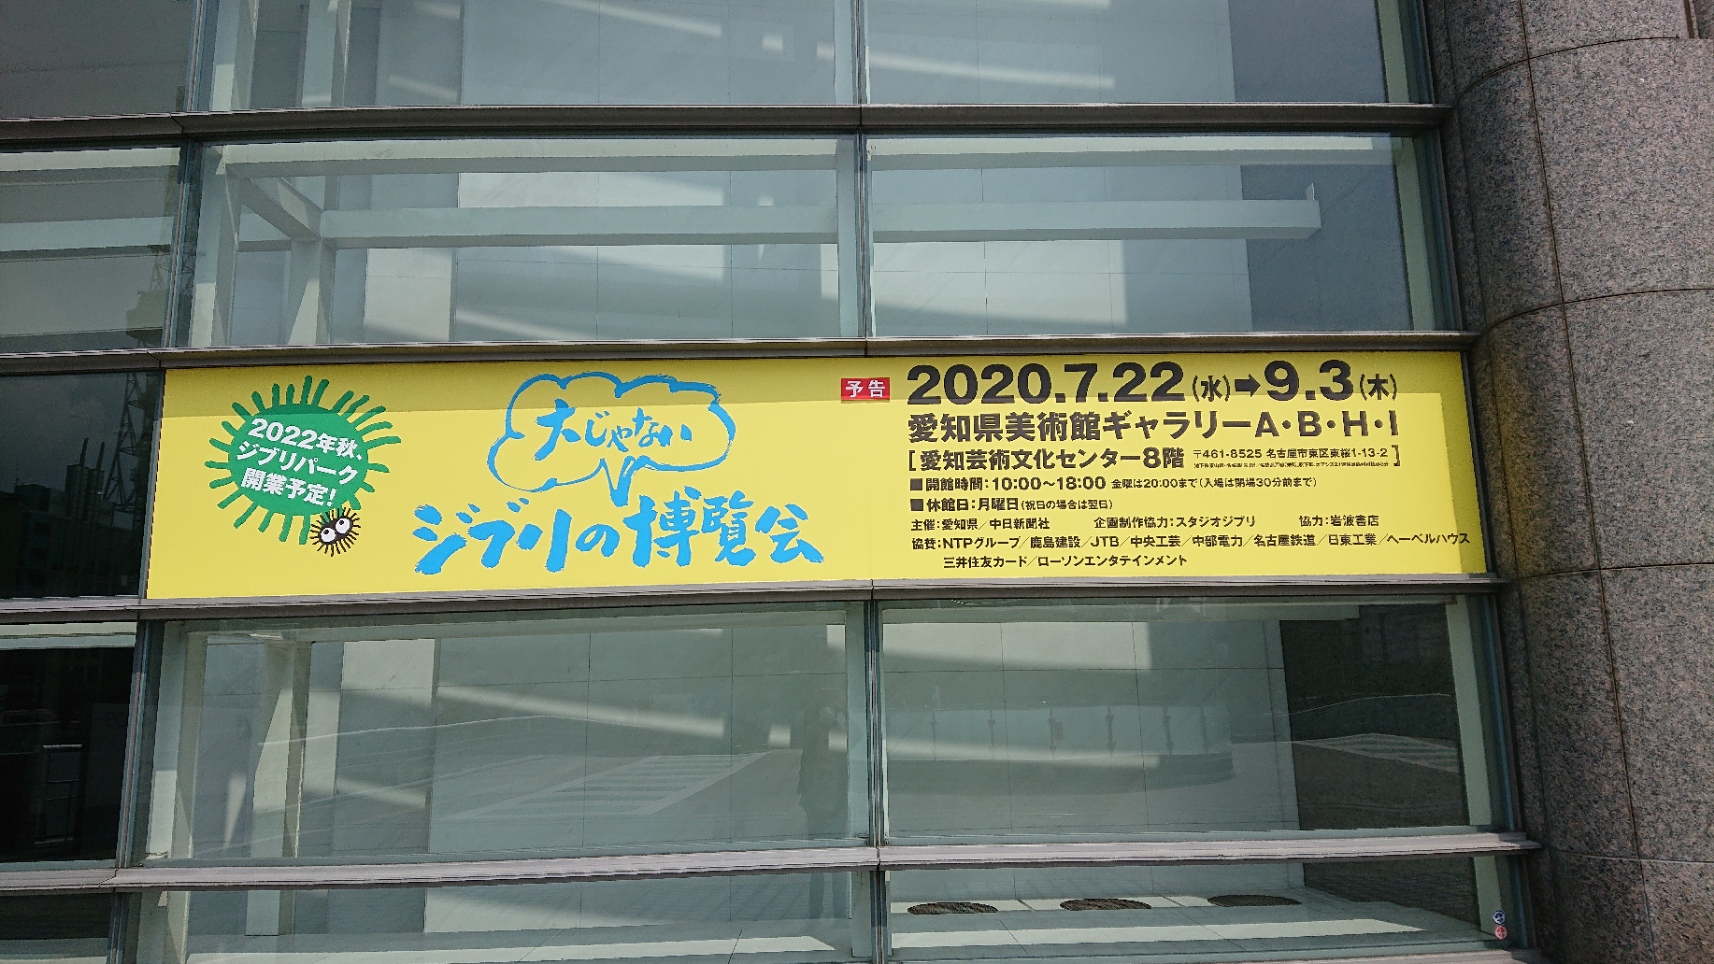 2022年秋、
ジブリパーク
開業予定!
大じゃない
ジブリの博覧会
予告
2020.7.22(水)➡9.3(木)
愛知県美術館ギャラリーA・B・H・I
[愛知芸術文化センター8階 〒461-8525 名古屋市東区東桜1-13-2]
■開館時間:10:00~18:00 金曜は20:00まで(入場は閉場30分前まで)
■休館日:月曜日(祝日の場合は翌日)
主催:愛知県/中日新聞社 企画制作協力:スタジオジブリ 協力:岩波書店
協賛:NTPグループ/鹿島建設/JTB/中央工芸/中部電力/名古屋鉄道/日東工業/ヘーベルハウス
三井住友カード/ローソンエンタテインメント